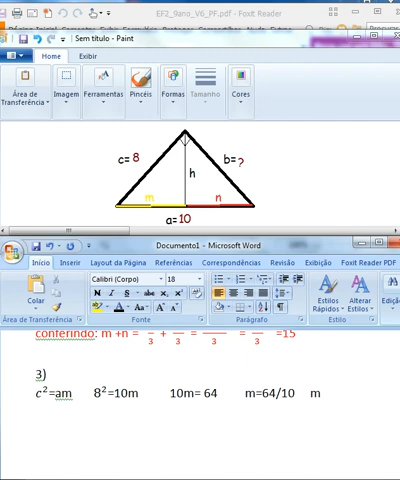 EF2_9ano_V6_PF.pdf - Foxit Reader
Sem título - Paint
Home Exibir
Área de Transferência Imagem Ferramentas Pincéis Formas Tamanho Cores
c= 8 b= ?
h
m n
a=10
Documento1 - Microsoft Word
Início Inserir Layout da Página Referências Correspondências Revisão Exibição Foxit Reader PDF
Calibri (Corpo) 18
Colar N I S Estilos Rápidos Alterar Estilos
Área de Transferência Fonte Parágrafo Estilo
conferindo: m +n = 3 + 3 = 3 = 3 =15
3)
c²=am 8²=10m 10m= 64 m=64/10 m